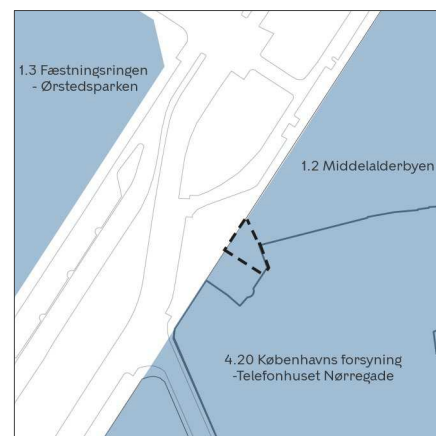 1.3 Fæstningsringen
- Ørstedsparken
1.2 Middelalderbyen
4.20 Københavns forsyning
-Telefonhuset Nørregade